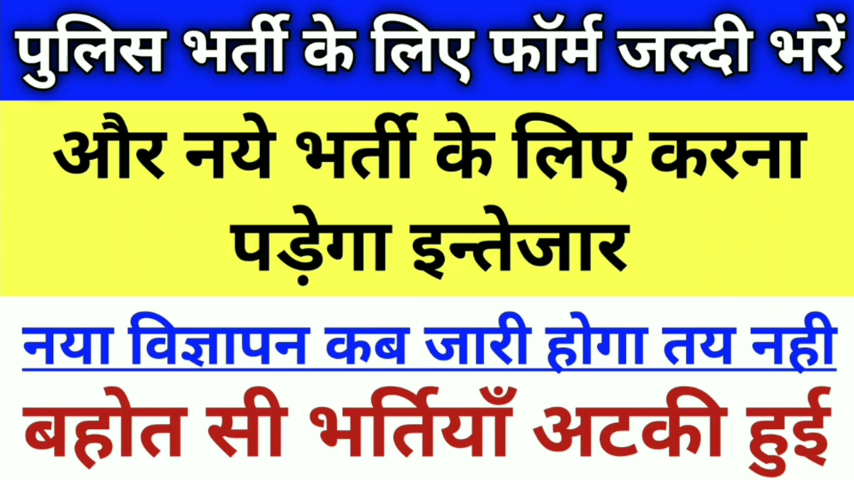 पुलिस भर्ती के लिए फॉर्म जल्दी भरें
और नये भर्ती के लिए करना
पड़ेगा इन्तेजार
नया विज्ञापन कब जारी होगा तय नही
बहोत सी भर्तियाँ अटकी हुई